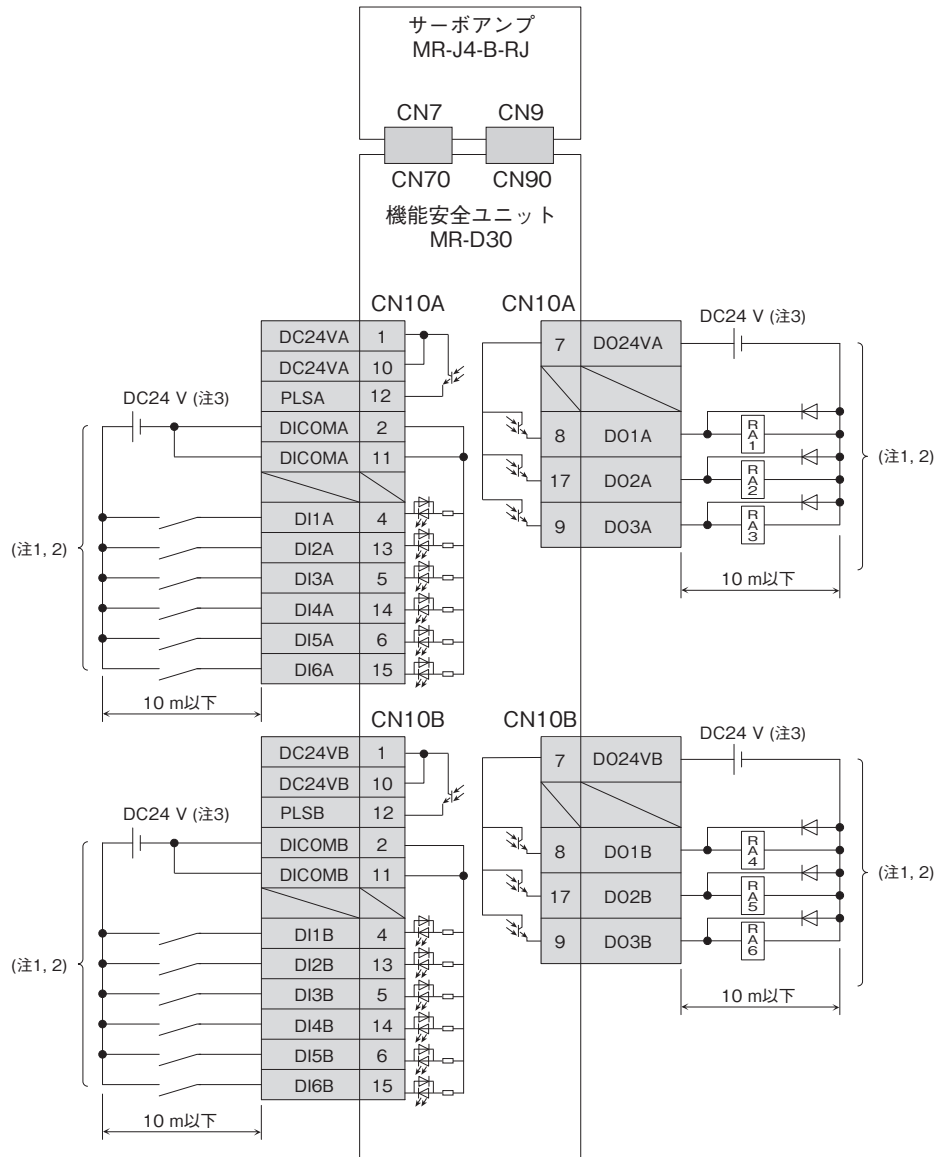 サーボアンプ
MR-J4-B-RJ
CN7 CN9
CN70 CN90
機能安全ユニット
MR-D30
CN10A
DC24VA 1
DC24VA 10
PLSA 12
DICOMA 2
DICOMA 11
DI1A 4
DI2A 13
DI3A 5
DI4A 14
DI5A 6
DI6A 15
DC24 V (注3)
(注1, 2)
10 m以下
CN10A
7 DO24VA
8 DO1A
17 DO2A
9 DO3A
DC24 V (注3)
RA1
RA2
RA3
(注1, 2)
10 m以下
CN10B
DC24VB 1
DC24VB 10
PLSB 12
DICOMB 2
DICOMB 11
DI1B 4
DI2B 13
DI3B 5
DI4B 14
DI5B 6
DI6B 15
DC24 V (注3)
(注1, 2)
10 m以下
CN10B
7 DO24VB
8 DO1B
17 DO2B
9 DO3B
DC24 V (注3)
RA4
RA5
RA6
(注1, 2)
10 m以下